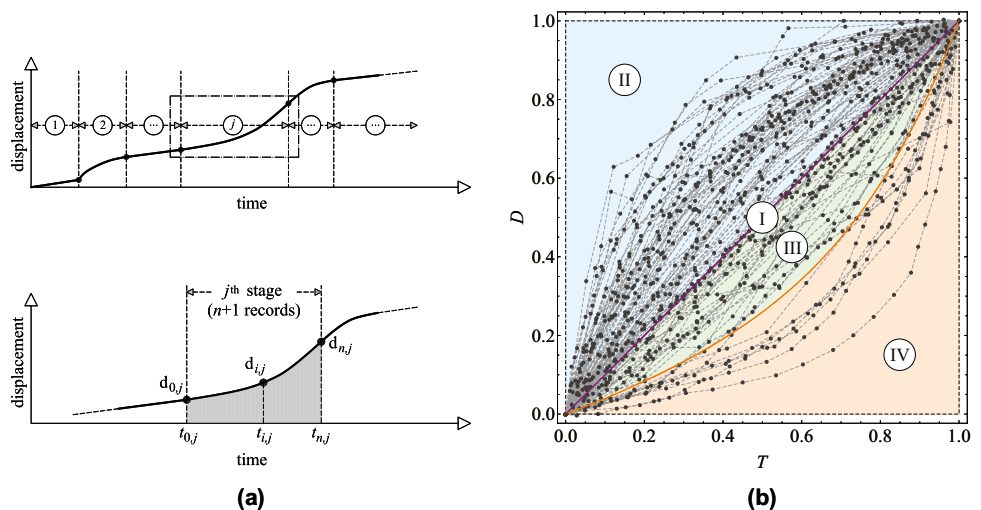 displacement
1 2 ... j ... ...
time
displacement
jth stage
(n+1 records)
d0,j
di,j
dn,j
t0,j ti,j tn,j
time
(a)
1.0
0.8
0.6
0.4
0.2
0.0
D
II
I
III
IV
0.0 0.2 0.4 0.6 0.8 1.0
T
(b)